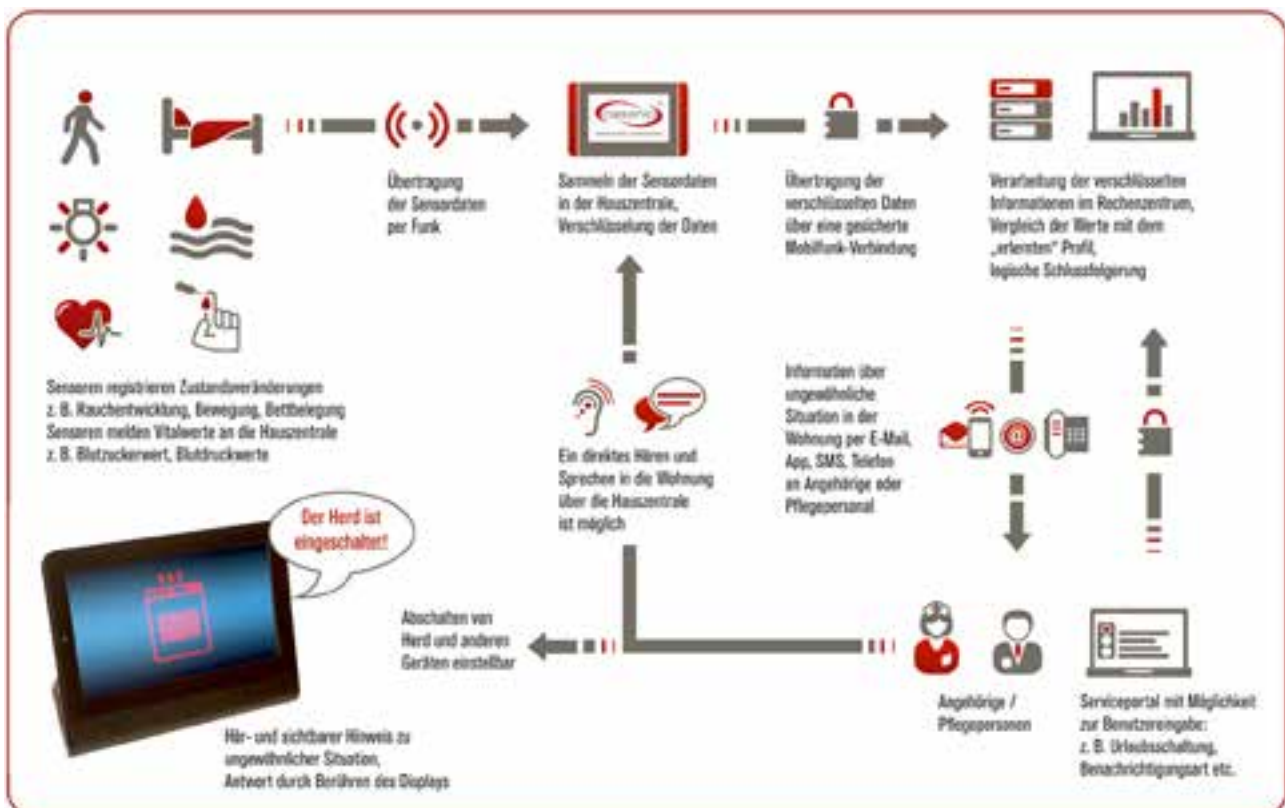 Übertragung
der Sensordaten
per Funk
Sammeln der Sensordaten
in der Hauszentrale,
Verschlüsselung der Daten
Übertragung der
verschlüsselten Daten
über eine gesicherte
Mobilfunk-Verbindung
Verarbeitung der verschlüsselten
Informationen im Rechenzentrum,
Vergleich der Werte mit dem
„erlernten“ Profil,
logische Schlussfolgerung
Sensoren registrieren Zustandsveränderungen
z. B. Rauchentwicklung, Bewegung, Bettbelegung
Sensoren melden Vitalwerte an die Hauszentrale
z. B. Blutzuckerwert, Blutdruckwerte
Ein direktes Hören und
Sprechen in die Wohnung
über die Hauszentrale
ist möglich
Information über
ungewöhnliche
Situation in der
Wohnung per E-Mail,
App, SMS, Telefon
an Angehörige oder
Pflegepersonal
@
Der Herd ist
eingeschaltet!
Abschalten von
Herd und anderen
Geräten einstellbar
Hör- und sichtbarer Hinweis zu
ungewöhnlicher Situation,
Antwort durch Berühren des Displays
Angehörige /
Pflegepersonen
Serviceportal mit Möglichkeit
zur Benutzereingabe:
z. B. Urlaubsschaltung,
Benachrichtigungsart etc.